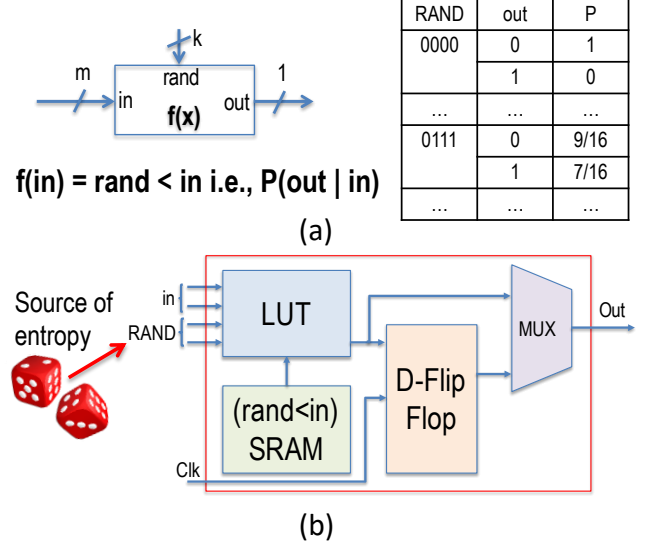 k
m
1
rand
in
out
f(x)
f(in) = rand < in i.e., P(out | in)
RAND out P
0000 0 1
1 0
... ... ...
0111 0 9/16
1 7/16
... ... ...
(a)
Source of
entropy
in
RAND
LUT
MUX
Out
D-Flip
Flop
(rand<in)
SRAM
Clk
(b)